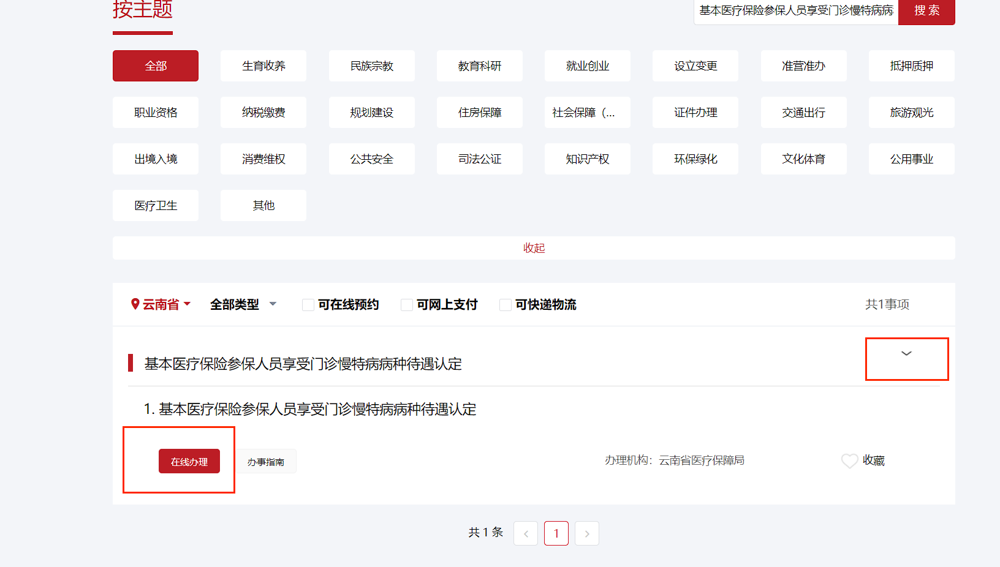 按主题
基本医疗保险参保人员享受门诊慢特病病
搜 索
全部 生育收养 民族宗教 教育科研 就业创业 设立变更 准营准办 抵押质押
职业资格 纳税缴费 规划建设 住房保障 社会保障（... 证件办理 交通出行 旅游观光
出境入境 消费维权 公共安全 司法公证 知识产权 环保绿化 文化体育 公用事业
医疗卫生 其他
收起
云南省 全部类型 可在线预约 可网上支付 可快递物流 共1事项
基本医疗保险参保人员享受门诊慢特病病种待遇认定
1. 基本医疗保险参保人员享受门诊慢特病病种待遇认定
在线办理 办事指南 办理机构：云南省医疗保障局 收藏
共 1 条 < 1 >